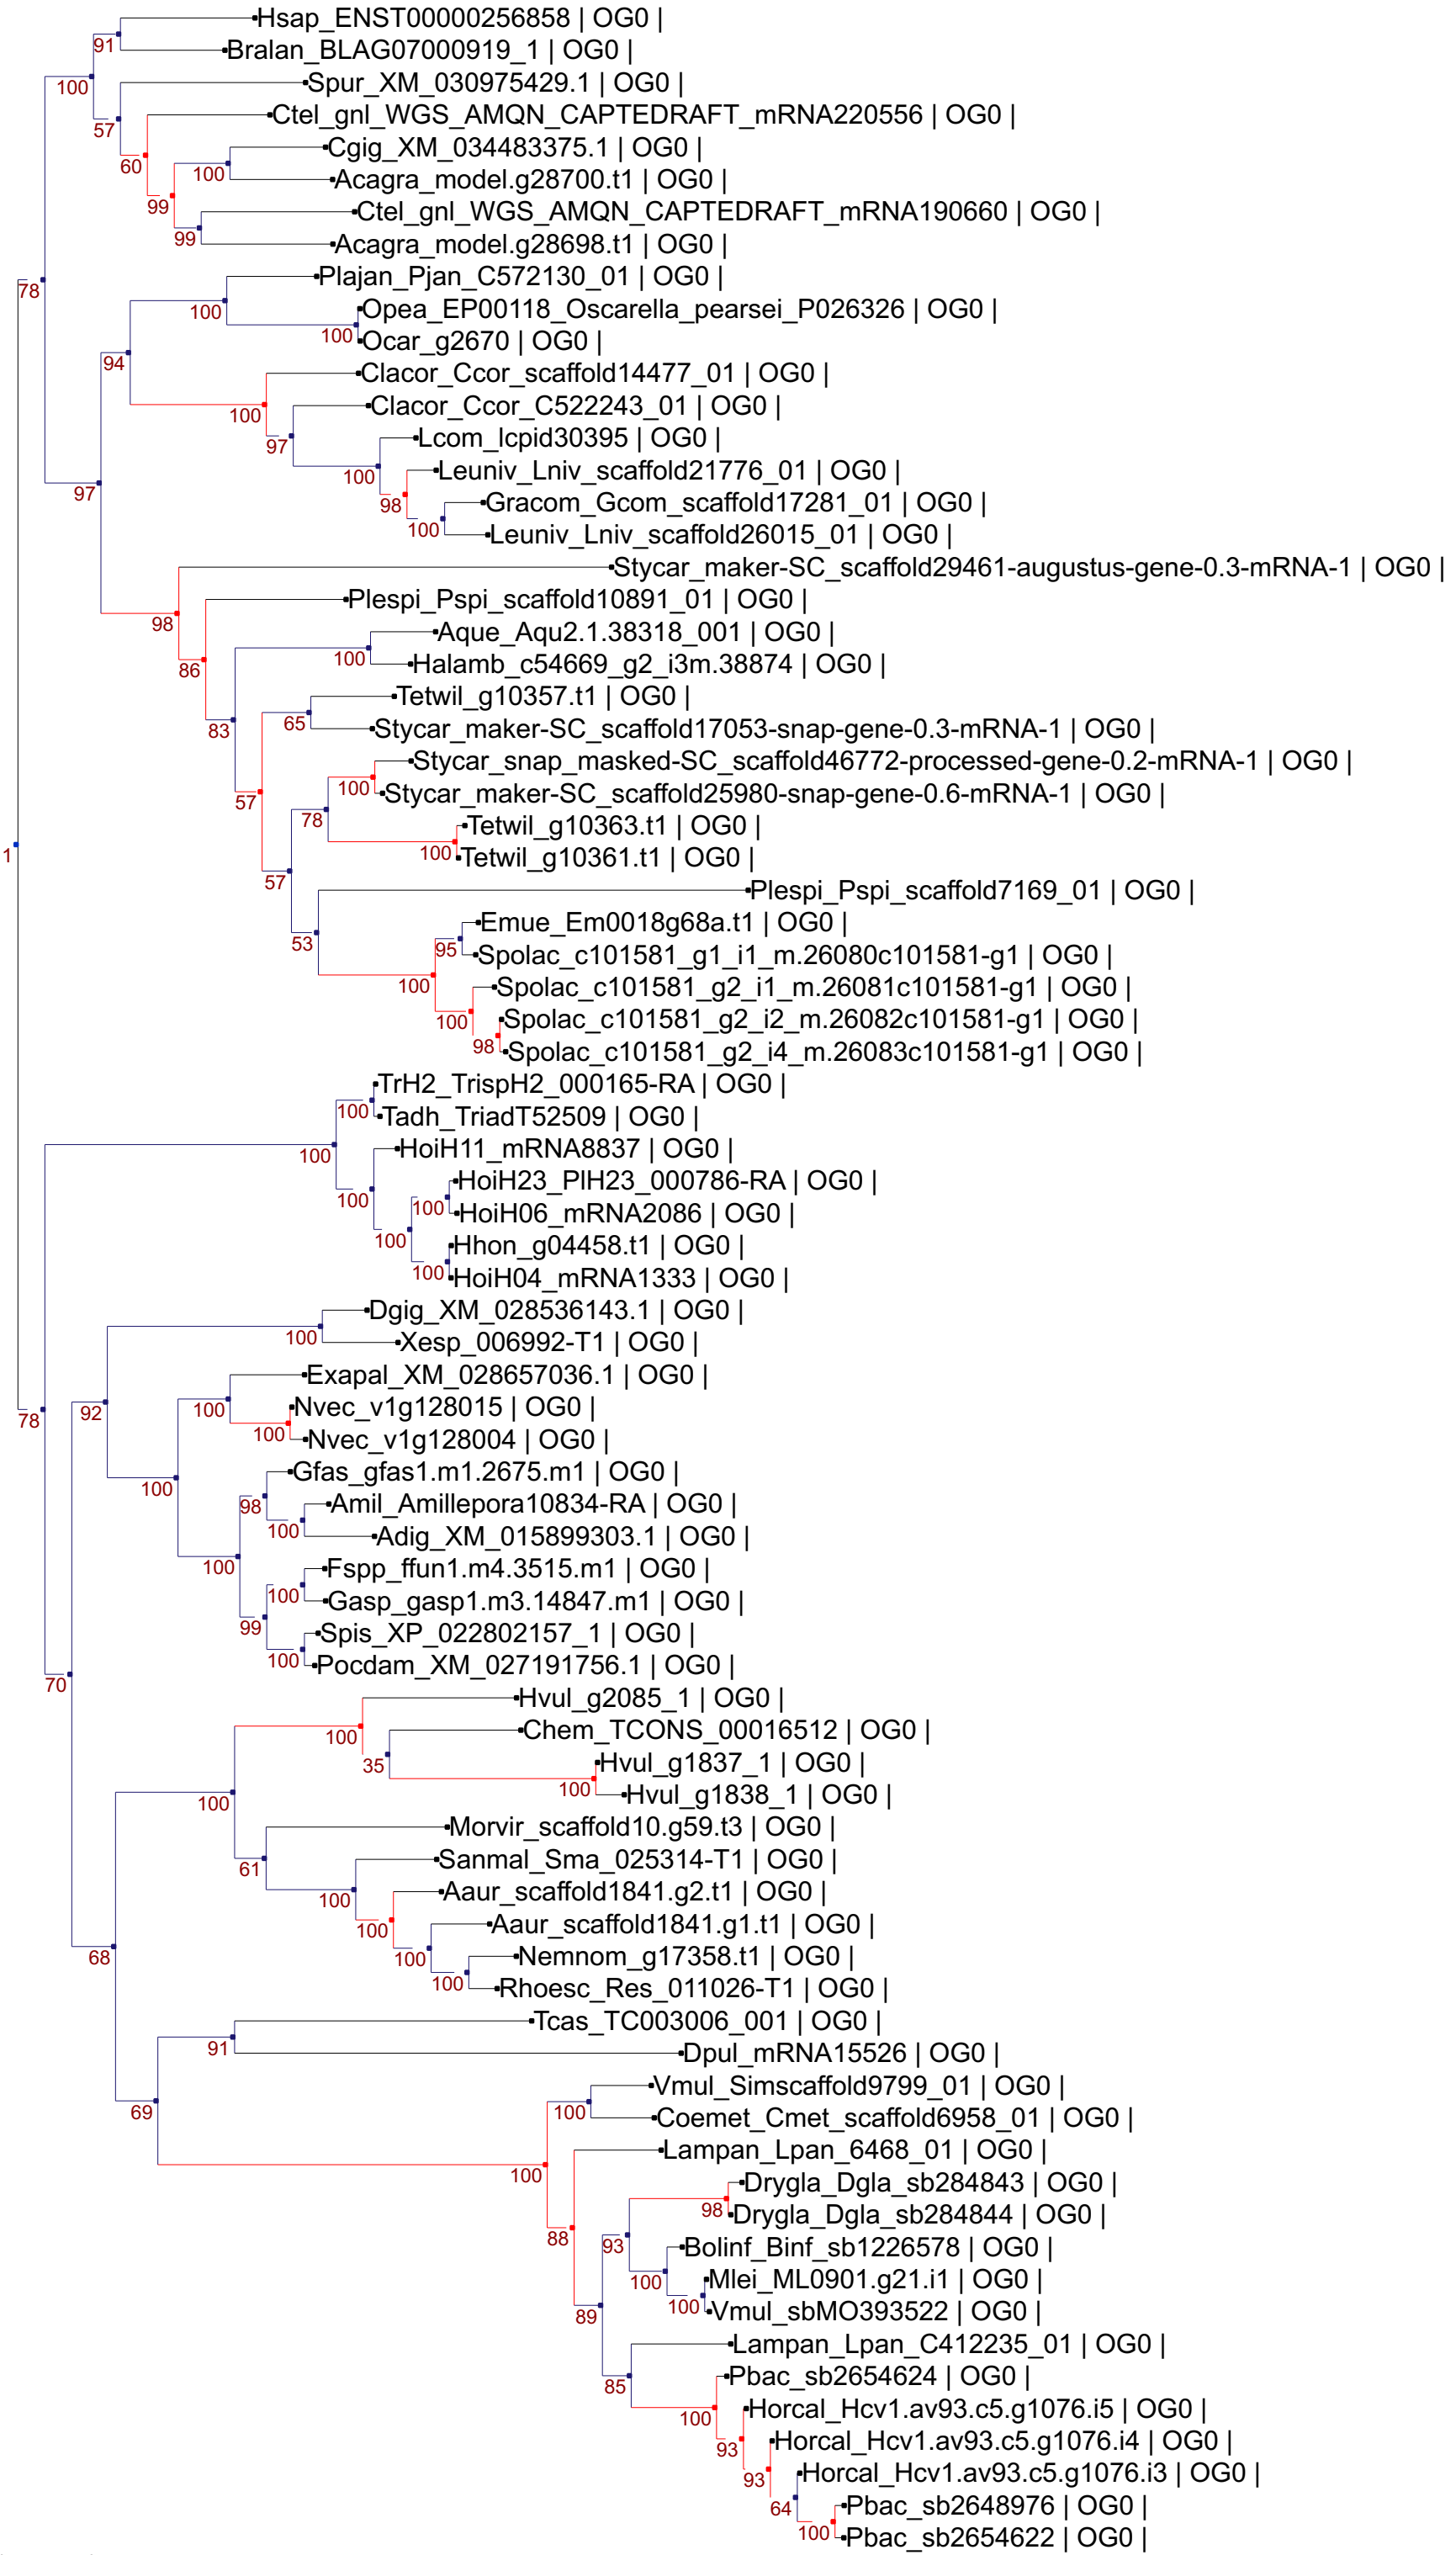 Hsap_ENST00000256858 | OG0 |
91
Bralan_BLAG07000919_1 | OG0 |
100
Spur_XM_030975429.1 | OG0 |
57
Ctel_gnl_WGS_AMQN_CAPTEDRAFT_mRNA220556 | OG0 |
60
Cgig_XM_034483375.1 | OG0 |
100
Acagra_model.g28700.t1 | OG0 |
99
Ctel_gnl_WGS_AMQN_CAPTEDRAFT_mRNA190660 | OG0 |
99
Acagra_model.g28698.t1 | OG0 |
78
Plajan_Pjan_C572130_01 | OG0 |
100
Opea_EP00118_Oscarella_pearsei_P026326 | OG0 |
100
Ocar_g2670 | OG0 |
94
Clacor_Ccor_scaffold14477_01 | OG0 |
100
Clacor_Ccor_C522243_01 | OG0 |
97
Lcom_lcpid30395 | OG0 |
100
Leuniv_Lniv_scaffold21776_01 | OG0 |
97
98
Gracom_Gcom_scaffold17281_01 | OG0 |
100
Leuniv_Lniv_scaffold26015_01 | OG0 |
Stycar_maker-SC_scaffold29461-augustus-gene-0.3-mRNA-1 | OG0 |
98
Plespi_Pspi_scaffold10891_01 | OG0 |
86
Aque_Aqu2.1.38318_001 | OG0 |
100
Halamb_c54669_g2_i3m.38874 | OG0 |
83
Tetwil_g10357.t1 | OG0 |
65
Stycar_maker-SC_scaffold17053-snap-gene-0.3-mRNA-1 | OG0 |
57
Stycar_snap_masked-SC_scaffold46772-processed-gene-0.2-mRNA-1 | OG0 |
100
Stycar_maker-SC_scaffold25980-snap-gene-0.6-mRNA-1 | OG0 |
78
Tetwil_g10363.t1 | OG0 |
100
Tetwil_g10361.t1 | OG0 |
1
57
Plespi_Pspi_scaffold7169_01 | OG0 |
53
Emue_Em0018g68a.t1 | OG0 |
95
Spolac_c101581_g1_i1_m.26080c101581-g1 | OG0 |
100
Spolac_c101581_g2_i1_m.26081c101581-g1 | OG0 |
100
Spolac_c101581_g2_i2_m.26082c101581-g1 | OG0 |
98
Spolac_c101581_g2_i4_m.26083c101581-g1 | OG0 |
TrH2_TrispH2_000165-RA | OG0 |
100
Tadh_TriadT52509 | OG0 |
100
HoiH11_mRNA8837 | OG0 |
100
HoiH23_PlH23_000786-RA | OG0 |
100
HoiH06_mRNA2086 | OG0 |
100
Hhon_g04458.t1 | OG0 |
100
HoiH04_mRNA1333 | OG0 |
Dgig_XM_028536143.1 | OG0 |
100
Xesp_006992-T1 | OG0 |
78
92
Exapal_XM_028657036.1 | OG0 |
100
Nvec_v1g128015 | OG0 |
100
Nvec_v1g128004 | OG0 |
100
Gfas_gfas1.m1.2675.m1 | OG0 |
98
Amil_Amillepora10834-RA | OG0 |
100
Adig_XM_015899303.1 | OG0 |
100
Fspp_ffun1.m4.3515.m1 | OG0 |
100
Gasp_gasp1.m3.14847.m1 | OG0 |
99
Spis_XP_022802157_1 | OG0 |
100
Pocdam_XM_027191756.1 | OG0 |
70
Hvul_g2085_1 | OG0 |
100
Chem_TCONS_00016512 | OG0 |
35
Hvul_g1837_1 | OG0 |
100
Hvul_g1838_1 | OG0 |
100
Morvir_scaffold10.g59.t3 | OG0 |
61
Sanmal_Sma_025314-T1 | OG0 |
100
Aaur_scaffold1841.g2.t1 | OG0 |
100
Aaur_scaffold1841.g1.t1 | OG0 |
100
Nemnom_g17358.t1 | OG0 |
100
Rhoesc_Res_011026-T1 | OG0 |
68
Tcas_TC003006_001 | OG0 |
91
Dpul_mRNA15526 | OG0 |
69
Vmul_Simscaffold9799_01 | OG0 |
100
Coemet_Cmet_scaffold6958_01 | OG0 |
100
Lampan_Lpan_6468_01 | OG0 |
Drygla_Dgla_sb284843 | OG0 |
98
Drygla_Dgla_sb284844 | OG0 |
88
93
Bolinf_Binf_sb1226578 | OG0 |
100
Mlei_ML0901.g21.i1 | OG0 |
100
Vmul_sbMO393522 | OG0 |
89
Lampan_Lpan_C412235_01 | OG0 |
85
Pbac_sb2654624 | OG0 |
100
Horcal_Hcv1.av93.c5.g1076.i5 | OG0 |
93
Horcal_Hcv1.av93.c5.g1076.i4 | OG0 |
93
Horcal_Hcv1.av93.c5.g1076.i3 | OG0 |
64
Pbac_sb2648976 | OG0 |
100
Pbac_sb2654622 | OG0 |